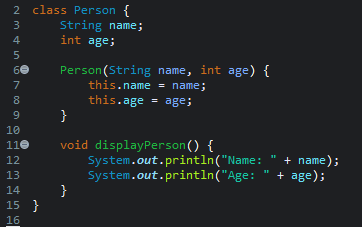 2 class Person {
3     String name;
4     int age;
5
6     Person(String name, int age) {
7         this.name = name;
8         this.age = age;
9     }
10
11     void displayPerson() {
12         System.out.println("Name: " + name);
13         System.out.println("Age: " + age);
14     }
15 }
16